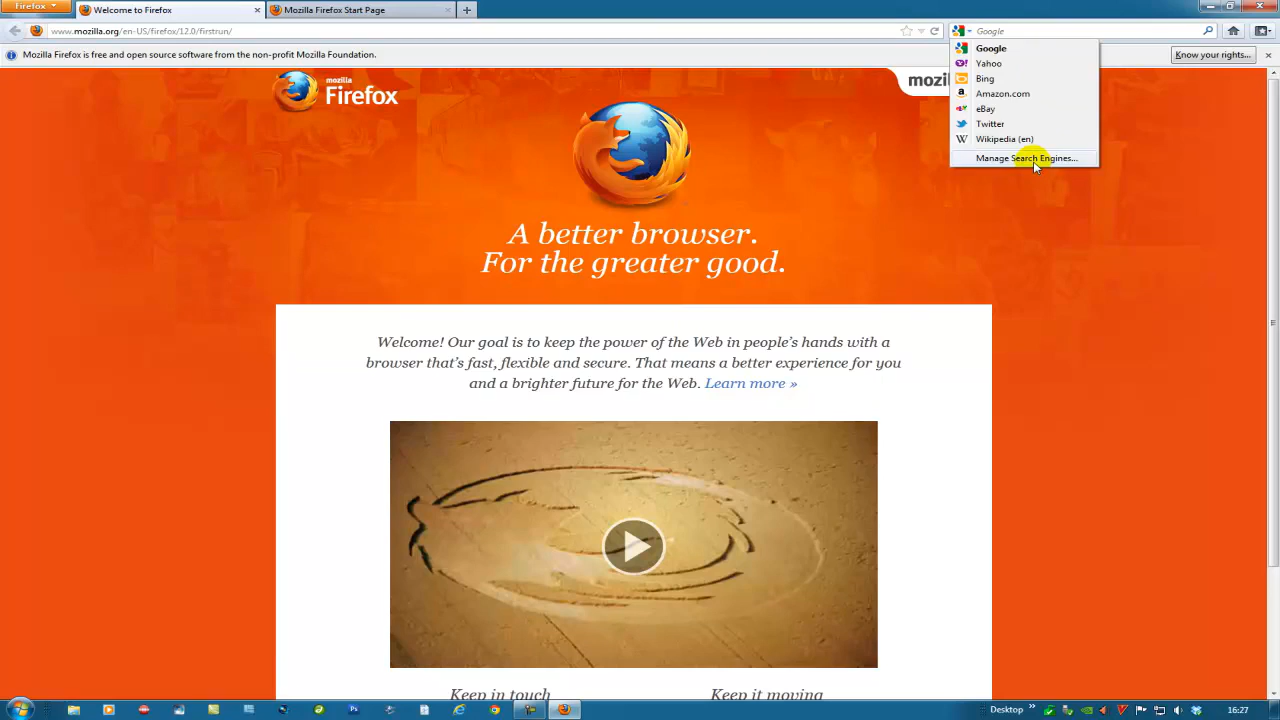 Firefox
Welcome to Firefox
Mozilla Firefox Start Page
www.mozilla.org/en-US/firefox/12.0/firstrun/
Google
Mozilla Firefox is free and open source software from the non-profit Mozilla Foundation.
Know your rights...
Google
Yahoo
Bing
Amazon.com
eBay
Twitter
Wikipedia (en)
Manage Search Engines...
mozilla
Firefox
mozil
A better browser.
For the greater good.
Welcome! Our goal is to keep the power of the Web in people's hands with a
browser that's fast, flexible and secure. That means a better experience for you
and a brighter future for the Web. Learn more »
Keep in touch
Keep it moving
Desktop
16:27